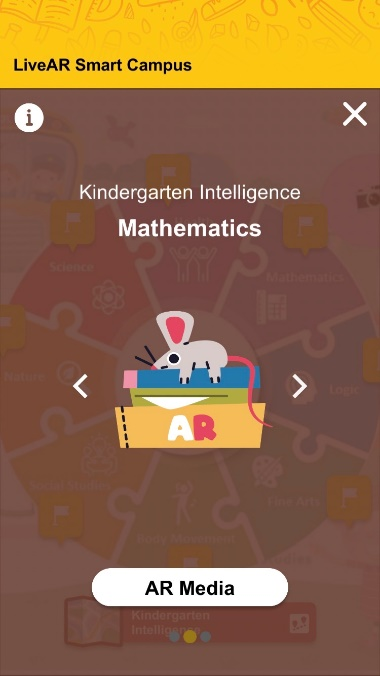 LiveAR Smart Campus
Kindergarten Intelligence
Mathematics
Science
Mathematics
Nature
Logic
Social Studies
Fine Arts
Body Movement
AR
AR Media
Kindergarten
Intelligence